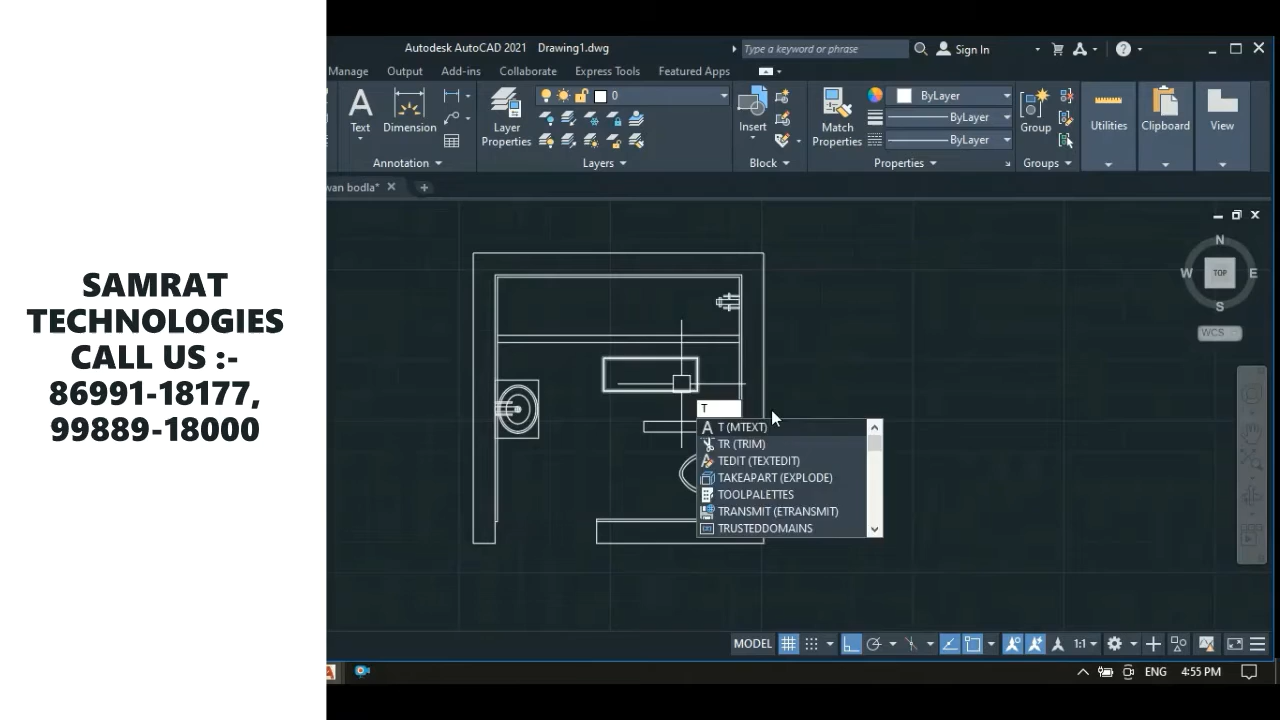 SAMRAT
TECHNOLOGIES
CALL US :-
86991-18177,
99889-18000
Autodesk AutoCAD 2021 Drawing1.dwg
Type a keyword or phrase
Sign In
Manage Output Add-ins Collaborate Express Tools Featured Apps
Text
Dimension
Layer
Properties
0
Insert
Match
Properties
ByLayer
ByLayer
ByLayer
Group
Utilities
Clipboard
View
Annotation
Layers
Block
Properties
Groups
wan bodla*
N
W TOP E
S
WCS
T
T (MTEXT)
TR (TRIM)
TEDIT (TEXTEDIT)
TAKEAPART (EXPLODE)
TOOLPALETTES
TRANSMIT (ETRANSMIT)
TRUSTEDDOMAINS
MODEL
1:1
ENG 4:55 PM